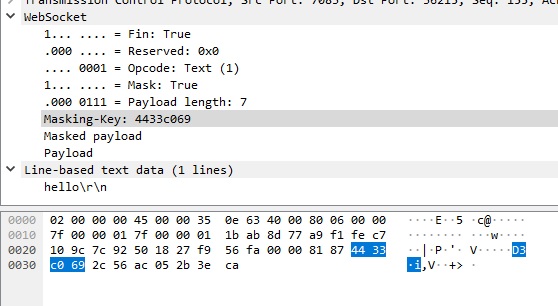 Transmission Control Protocol, Src Port: 7085, Dst Port: 36215, Seq: 155, Ac
WebSocket
1... .... = Fin: True
.000 .... = Reserved: 0x0
.... 0001 = Opcode: Text (1)
1... .... = Mask: True
.000 0111 = Payload length: 7
Masking-Key: 4433c069
Masked payload
Payload
Line-based text data (1 lines)
hello\r\n
0000 02 00 00 00 45 00 00 35 0e 63 40 00 80 06 00 00 ····E··5 ·c@·····
0010 7f 00 00 01 7f 00 00 01 1b ab 8d 77 a9 f1 fe c7 ········ ···w····
0020 10 9c 7c 92 50 18 27 f9 56 fa 00 00 81 87 44 33 ··|·P·'· V·····D3
0030 c0 69 2c 56 ac 05 2b 3e ca ·i,V··+> ·